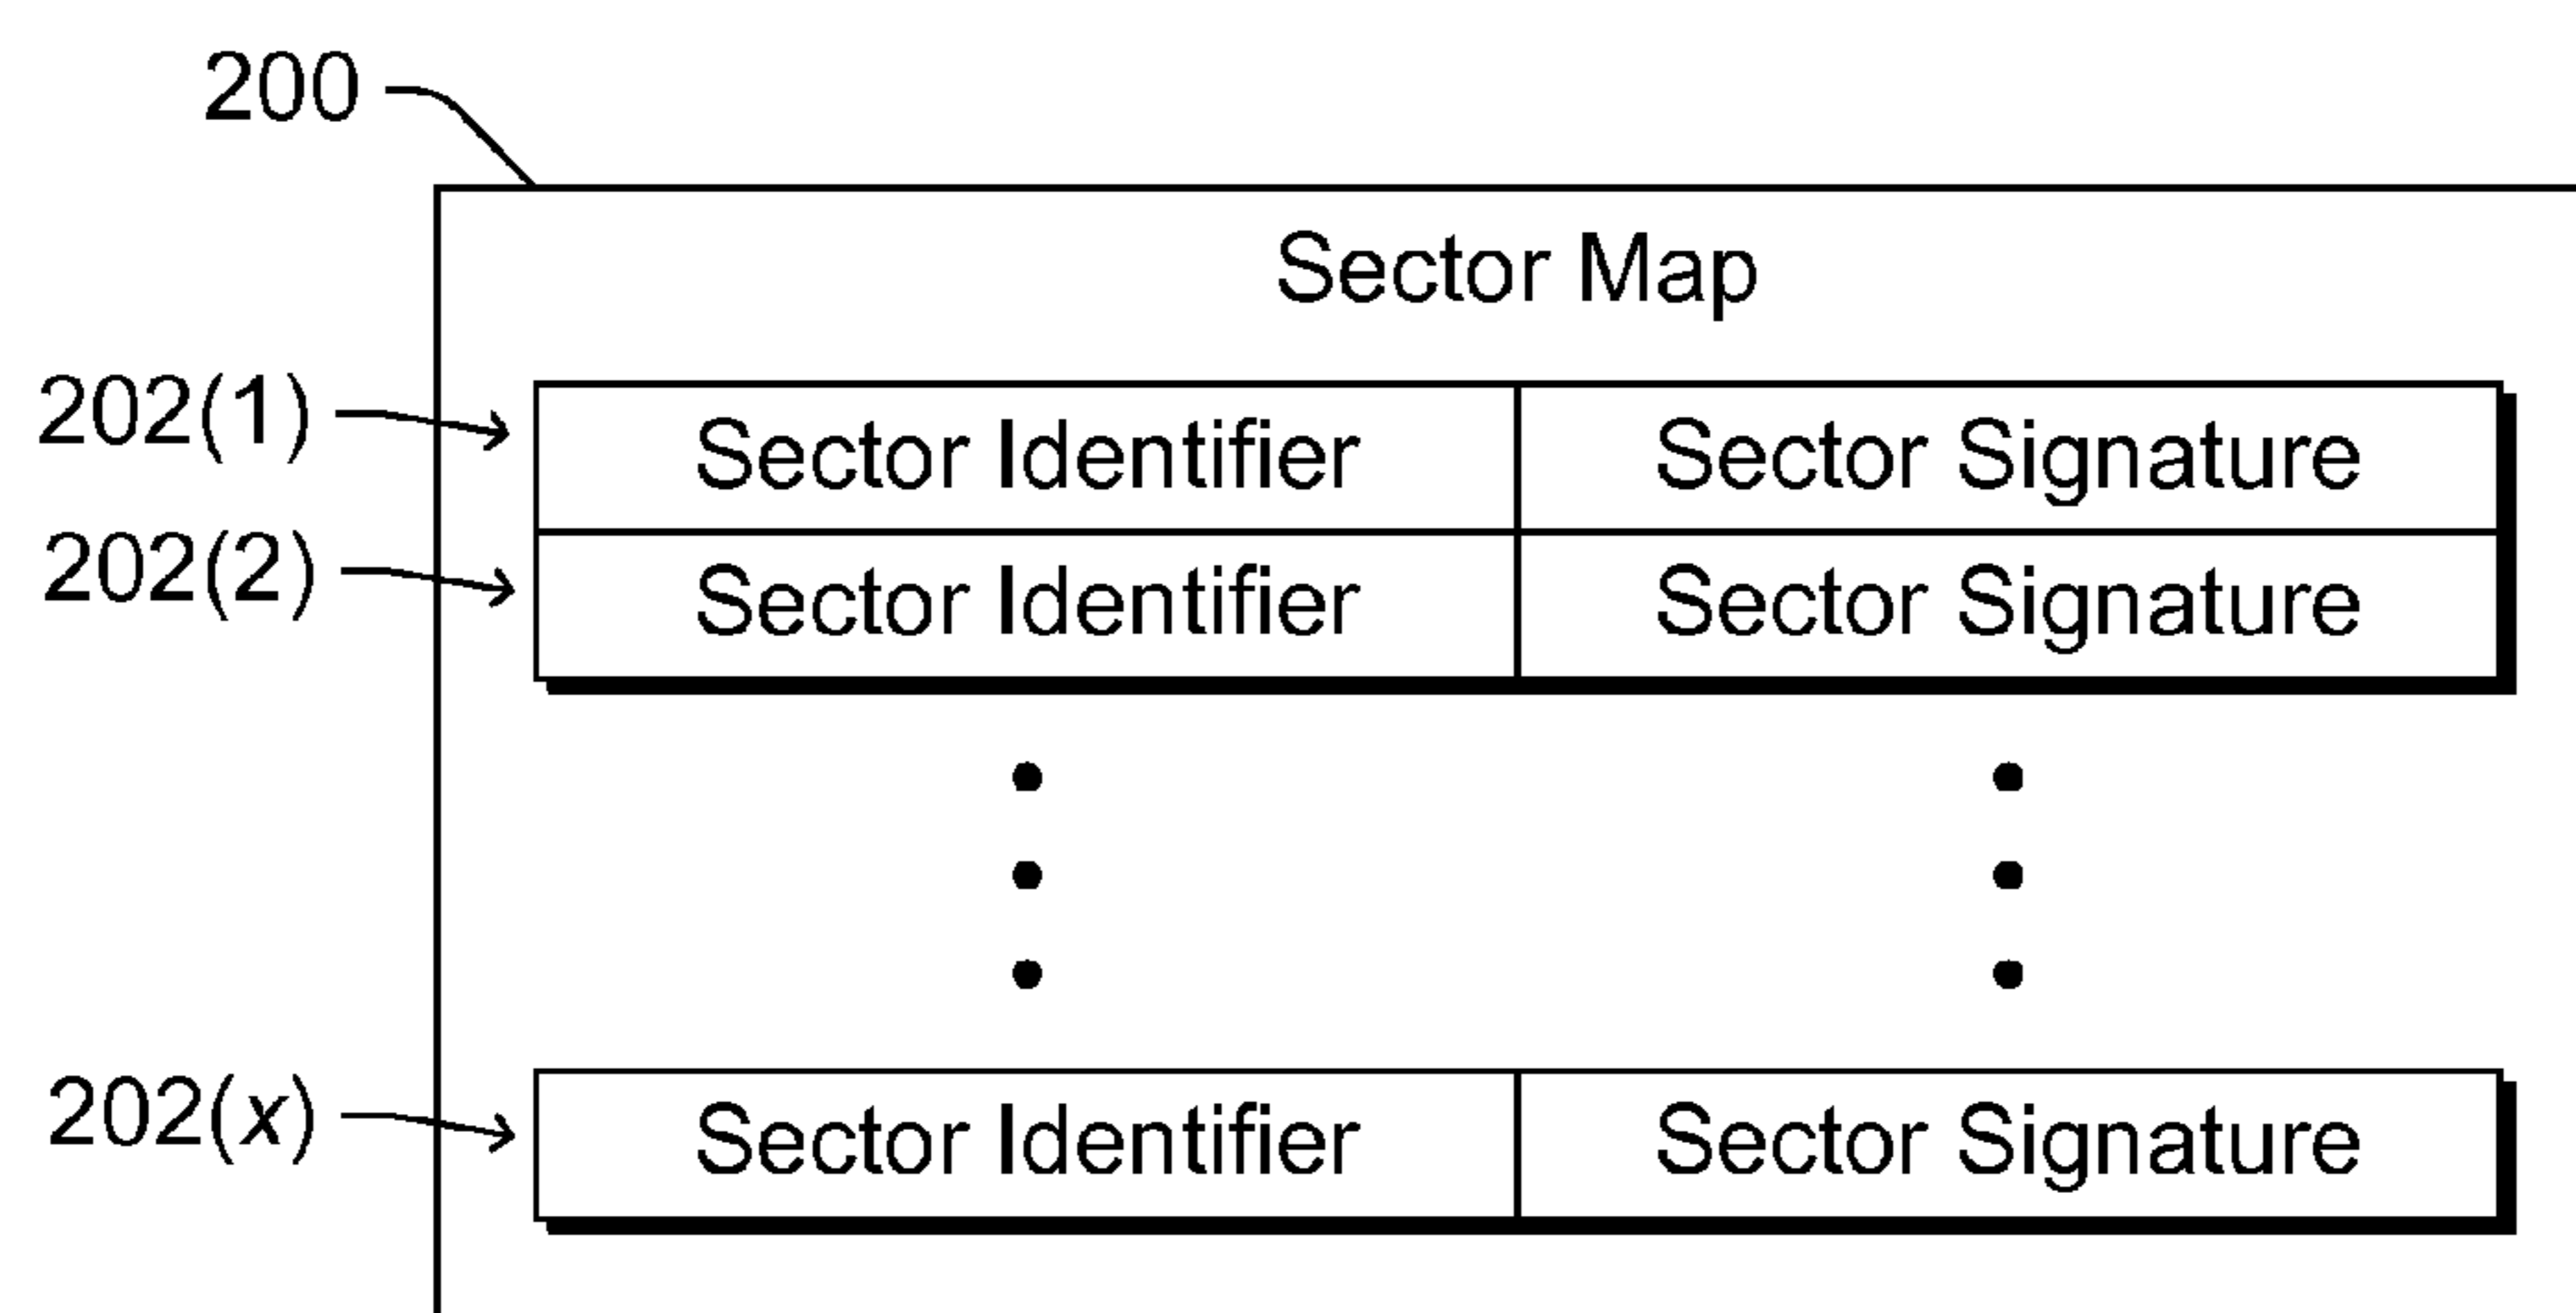 200
Sector Map
202(1) Sector Identifier Sector Signature
202(2) Sector Identifier Sector Signature
202(x) Sector Identifier Sector Signature